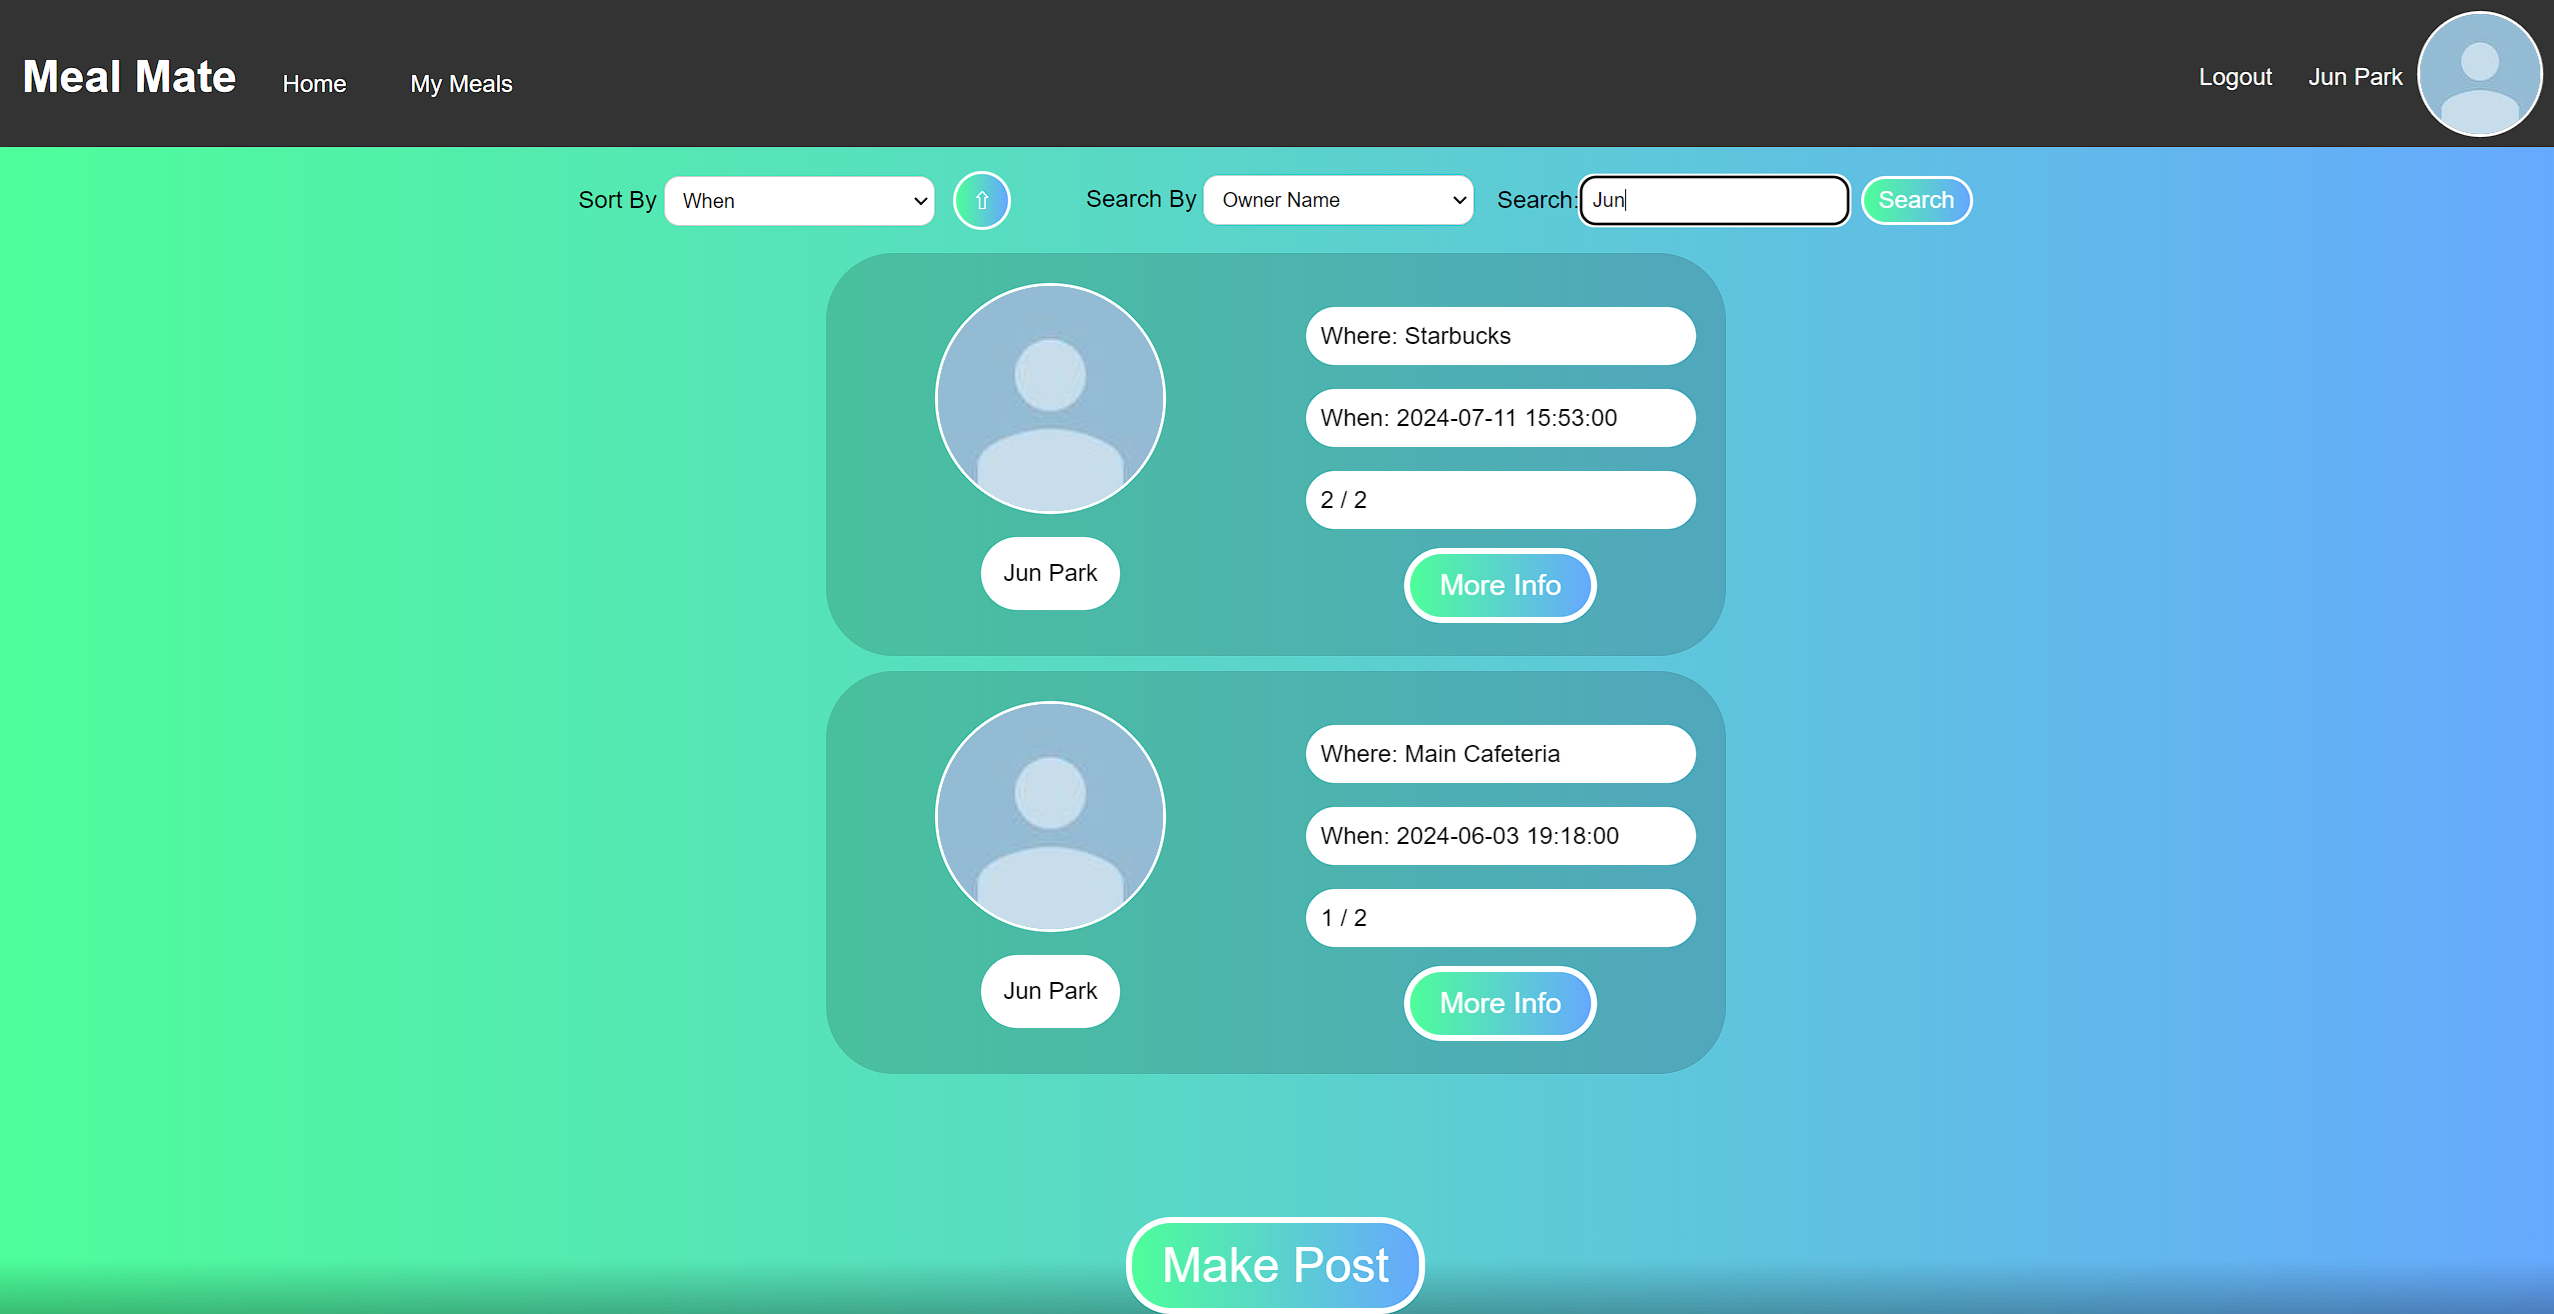 Meal Mate Home My Meals Logout Jun Park
Sort By When ⇧ Search By Owner Name Search: Jun Search
Where: Starbucks
When: 2024-07-11 15:53:00
2 / 2
Jun Park
More Info
Where: Main Cafeteria
When: 2024-06-03 19:18:00
1 / 2
Jun Park
More Info
Make Post